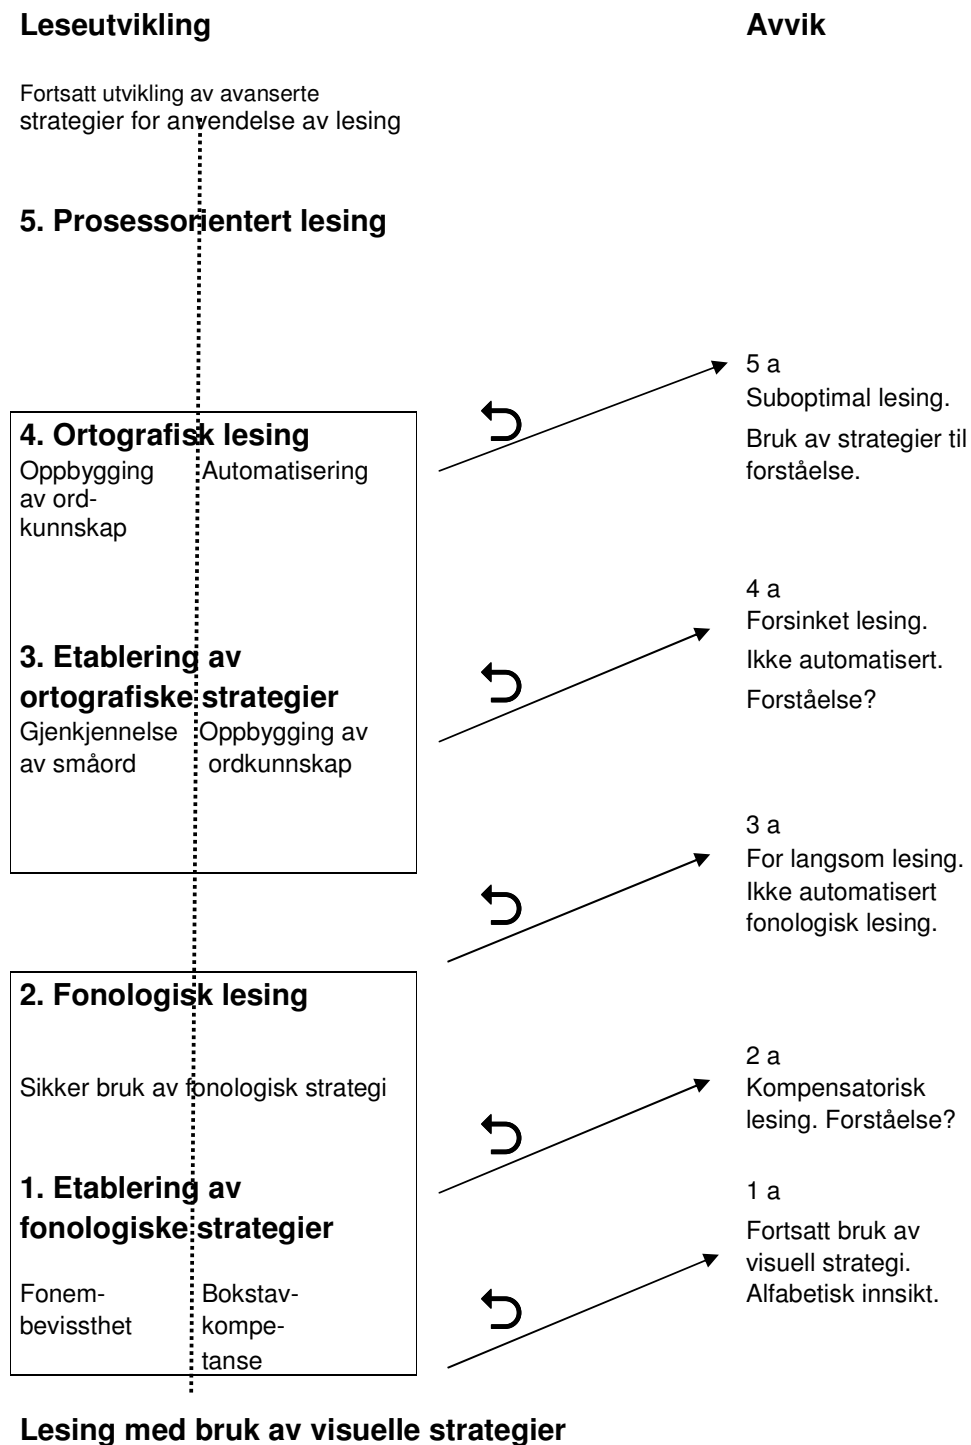 Leseutvikling
Avvik
Fortsatt utvikling av avanserte
strategier for anvendelse av lesing
5. Prosessorientert lesing
5 a
Suboptimal lesing.
Bruk av strategier til
forståelse.
4. Ortografisk lesing
Oppbygging Automatisering
av ord-
kunnskap
4 a
Forsinket lesing.
Ikke automatisert.
Forståelse?
3. Etablering av
ortografiske strategier
Gjenkjennelse Oppbygging av
av småord ordkunnskap
3 a
For langsom lesing.
Ikke automatisert
fonologisk lesing.
2. Fonologisk lesing
Sikker bruk av fonologisk strategi
2 a
Kompensatorisk
lesing. Forståelse?
1. Etablering av
fonologiske strategier
Fonem- Bokstav-
bevissthet kompe-
tanse
1 a
Fortsatt bruk av
visuell strategi.
Alfabetisk innsikt.
Lesing med bruk av visuelle strategier